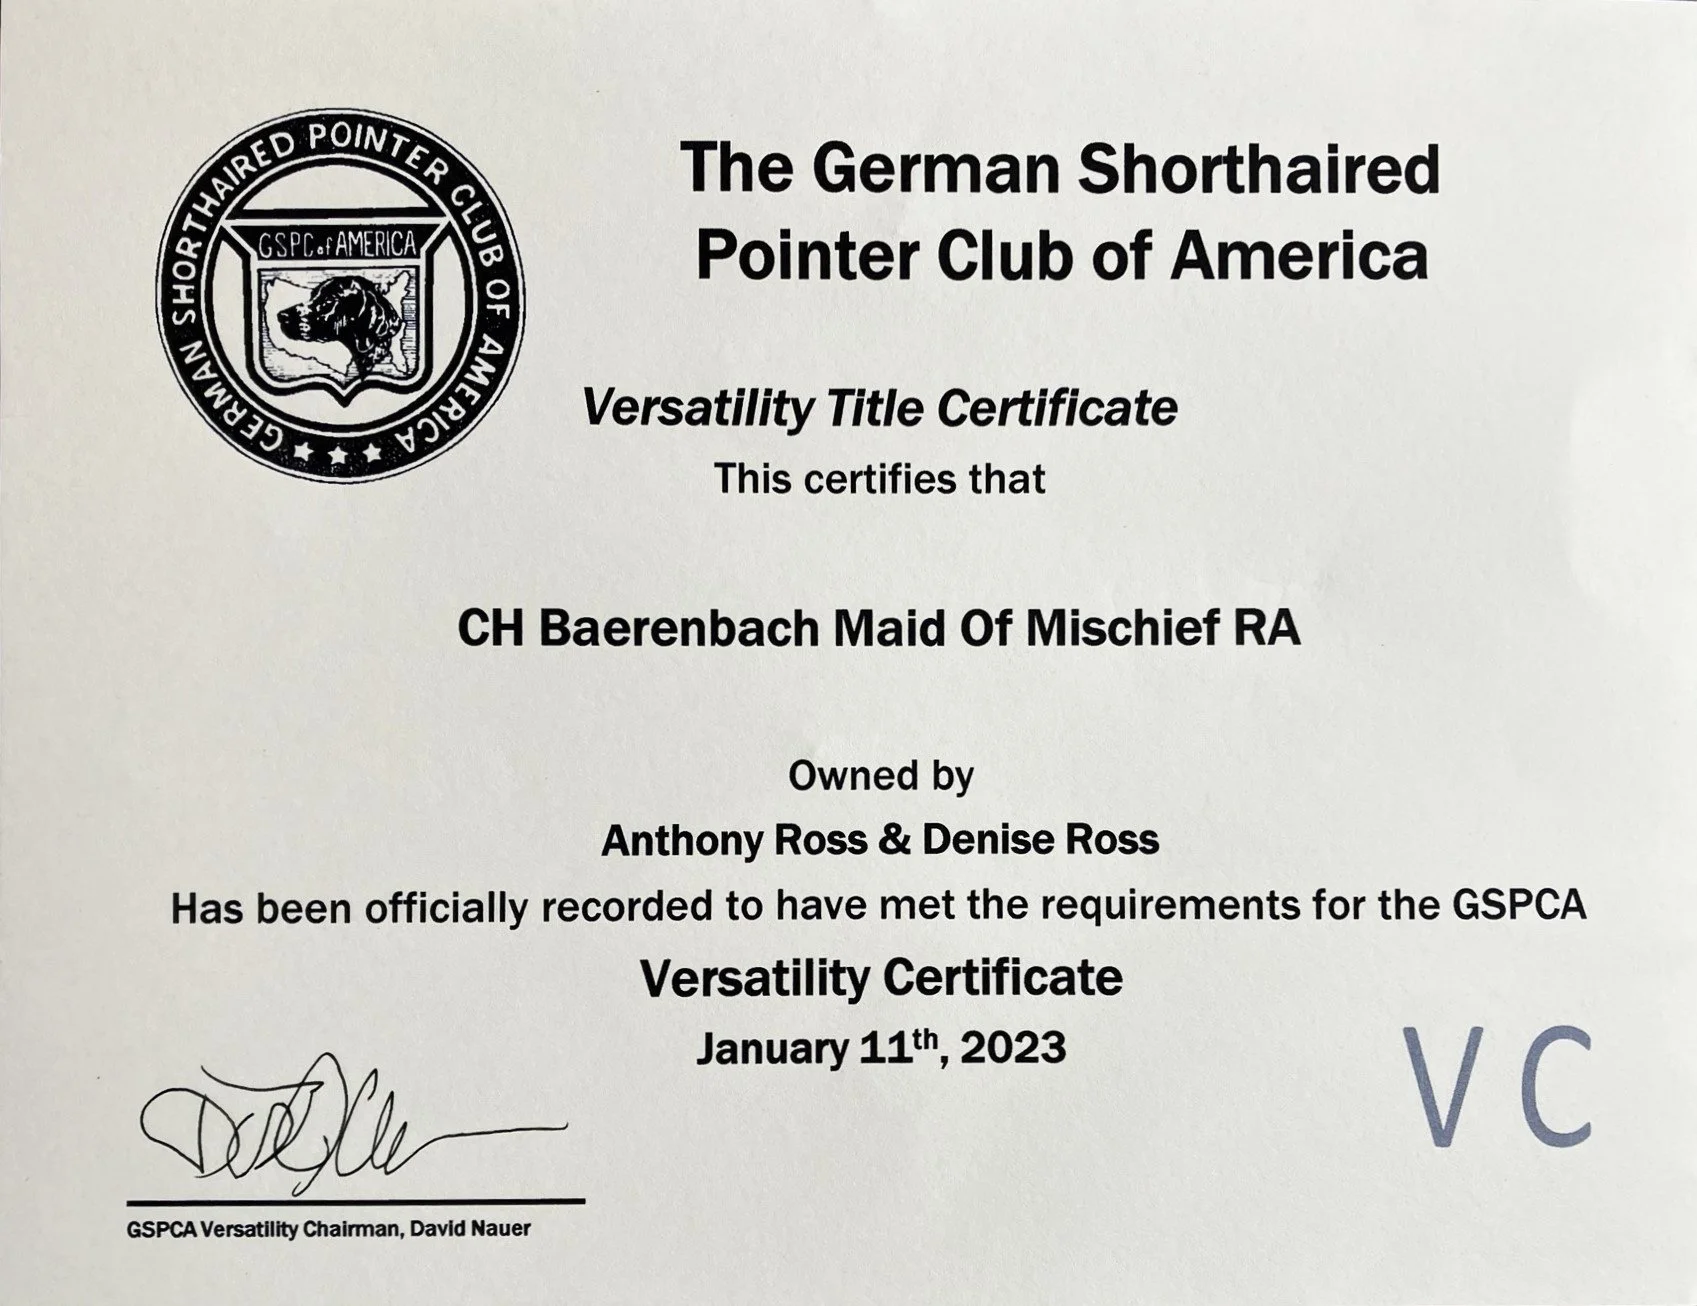 GERMAN SHORTHAIRED POINTER CLUB OF AMERICA
GSPC of AMERICA
The German Shorthaired
Pointer Club of America
Versatility Title Certificate
This certifies that
CH Baerenbach Maid Of Mischief RA
Owned by
Anthony Ross & Denise Ross
Has been officially recorded to have met the requirements for the GSPCA
Versatility Certificate
January 11th, 2023
V C
GSPCA Versatility Chairman, David Nauer